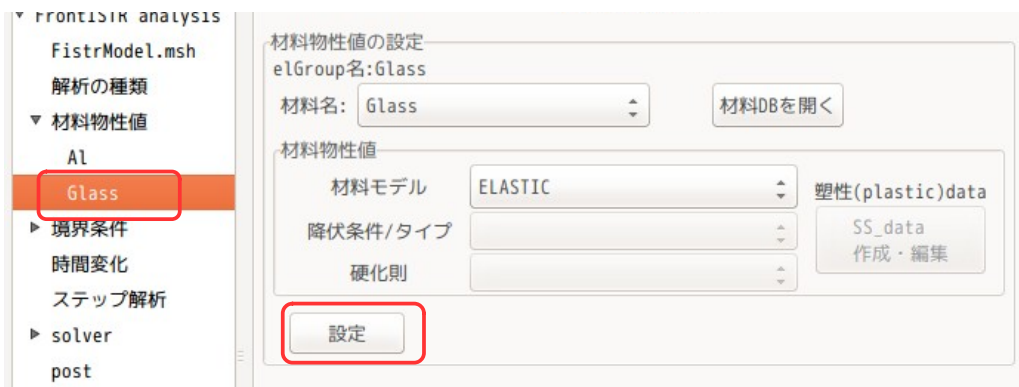 FrontISTR analysis
FistrModel.msh
解析の種類
材料物性値
Al
Glass
境界条件
時間変化
ステップ解析
solver
post
材料物性値の設定
elGroup名:Glass
材料名: Glass 材料DBを開く
材料物性値
材料モデル ELASTIC
塑性(plastic)data
降伏条件/タイプ
SS_data
作成・編集
硬化則
設定